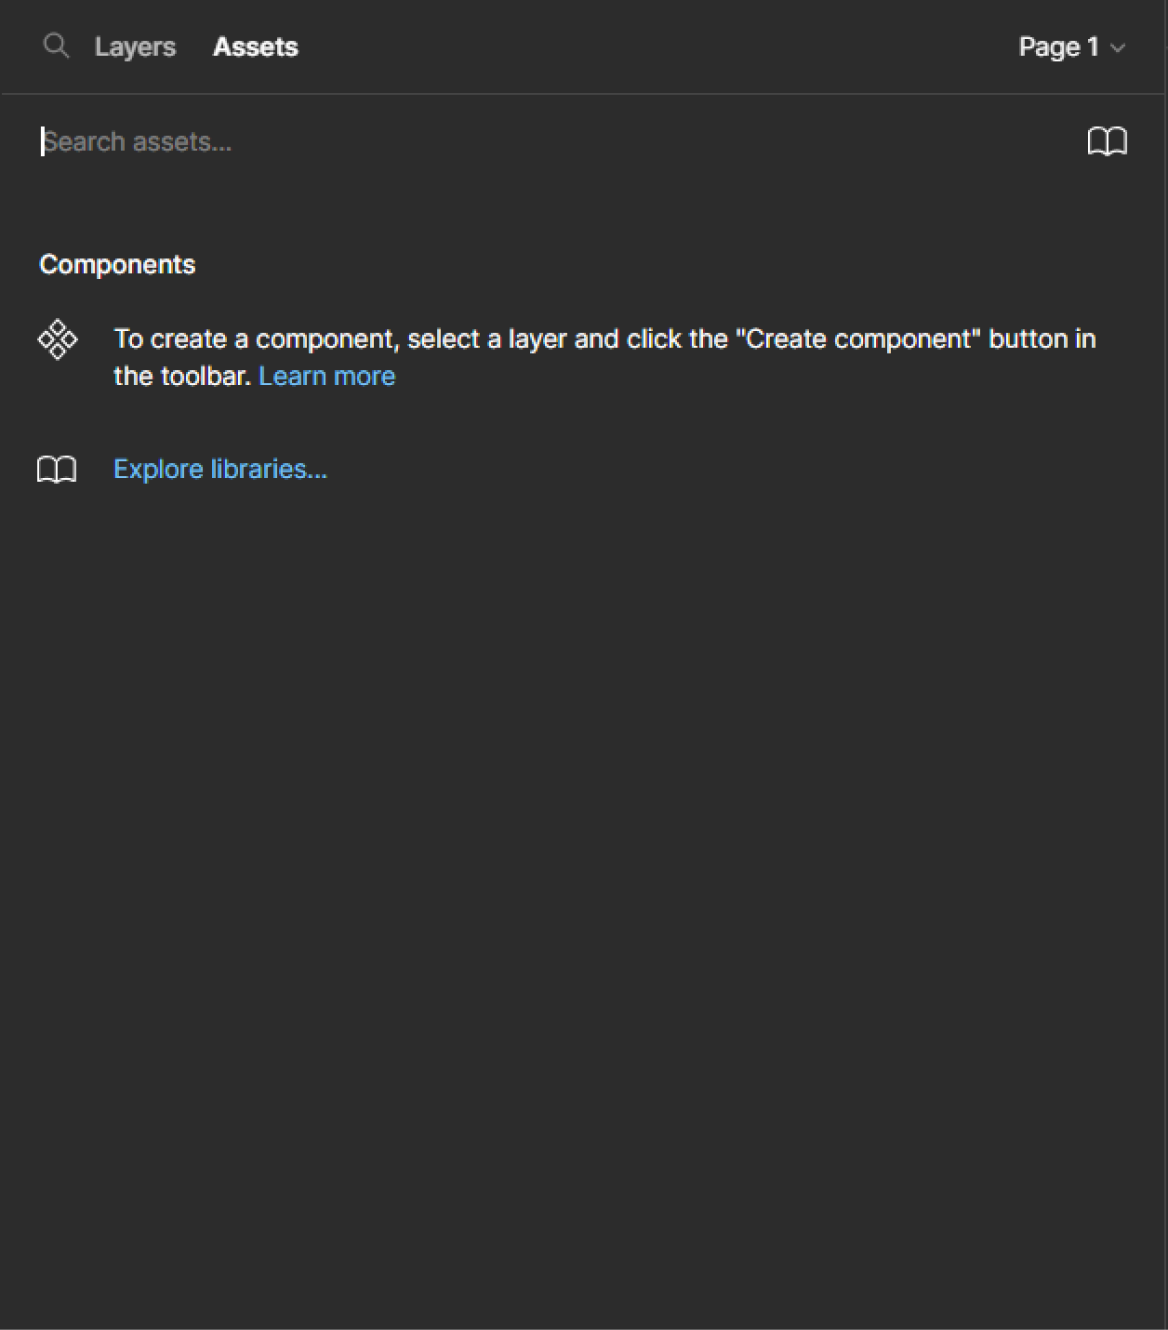 Layers Assets Page 1
Search assets...
Components
To create a component, select a layer and click the "Create component" button in
the toolbar. Learn more
Explore libraries...